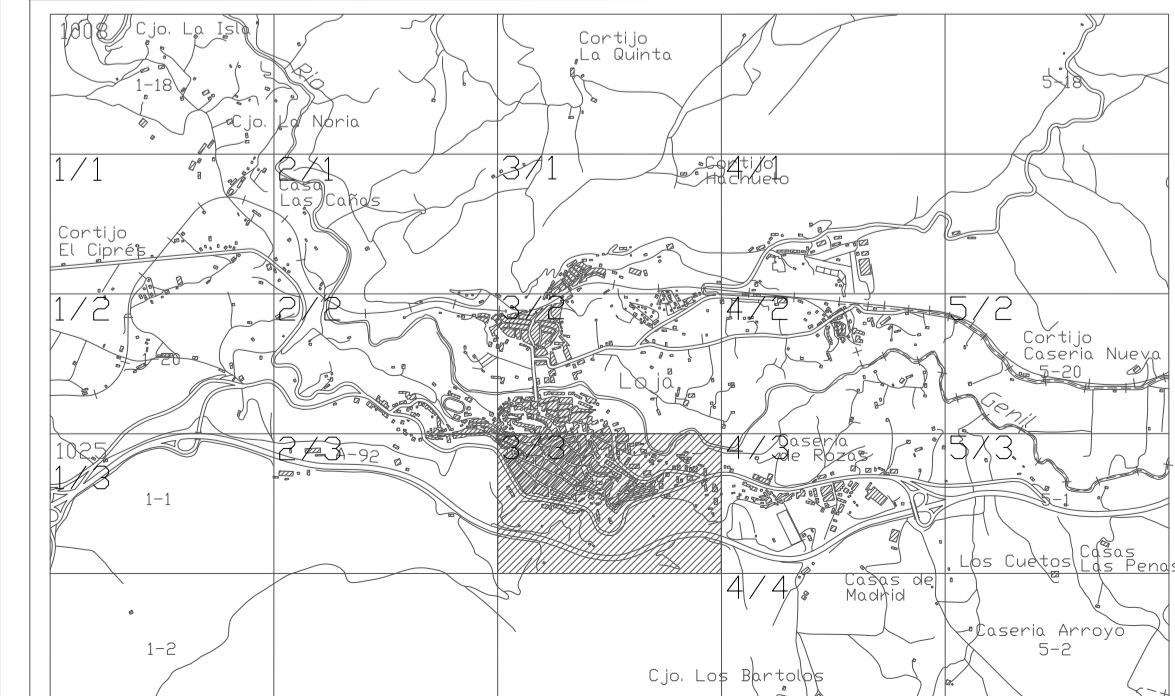 1008
Cjo. La Isla
Cortijo
La Quinta
Río
1-18
5-18
Cjo. La Noria
1/1
2/1
3/1
4/1
Cortijo
Hachuelo
Casa
Las Cañas
Cortijo
El Ciprés
1/2
2/2
3/2
4/2
5/2
Cortijo
Caseria Nueva
5-20
1-20
Loja
Genil
1025
1/3
2/3
A-92
3/3
Caseria
de Rozas
5/3
1-1
5-1
Los Cuetos
Casas
Las Penas
4/4
Casas de
Madrid
Caseria Arroyo
5-2
1-2
Cjo. Los Bartolos